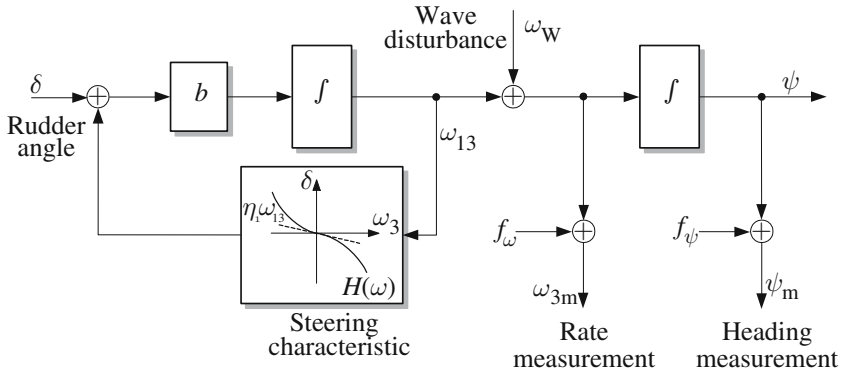 Wave
disturbance
ω_W
δ
b
∫
∫
ψ
Rudder
angle
ω_13
δ
η_1ω_13
ω_3
H(ω)
f_ω
f_ψ
ω_3m
ψ_m
Steering
characteristic
Rate
measurement
Heading
measurement